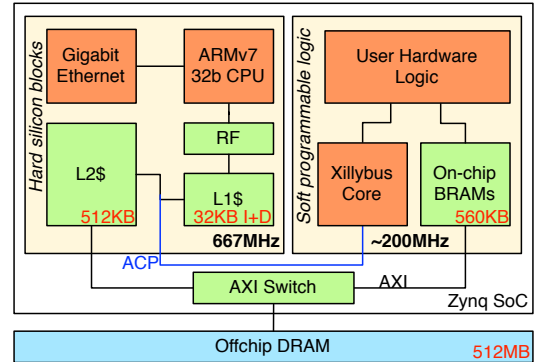 Hard silicon blocks
Gigabit
Ethernet
ARMv7
32b CPU
RF
L2$
512KB
L1$
32KB I+D
667MHz
ACP
Soft programmable logic
User Hardware
Logic
Xillybus
Core
On-chip
BRAMs
560KB
~200MHz
AXI Switch
AXI
Zynq SoC
Offchip DRAM
512MB